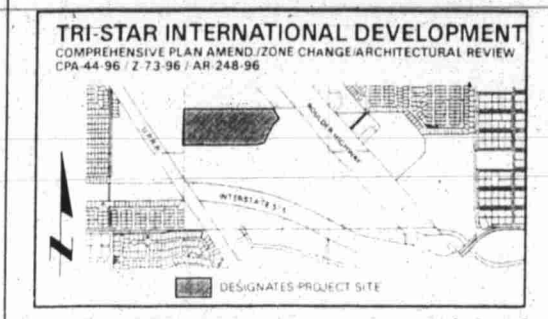 TRI-STAR INTERNATIONAL DEVELOPMENT
COMPREHENSIVE PLAN AMEND./ZONE CHANGE/ARCHITECTURAL REVIEW
CPA-44-96 / Z-73-96 / AR-248-96
U.P.R.R.
BOULDER HIGHWAY
INTERSTATE 515
N
DESIGNATES PROJECT SITE